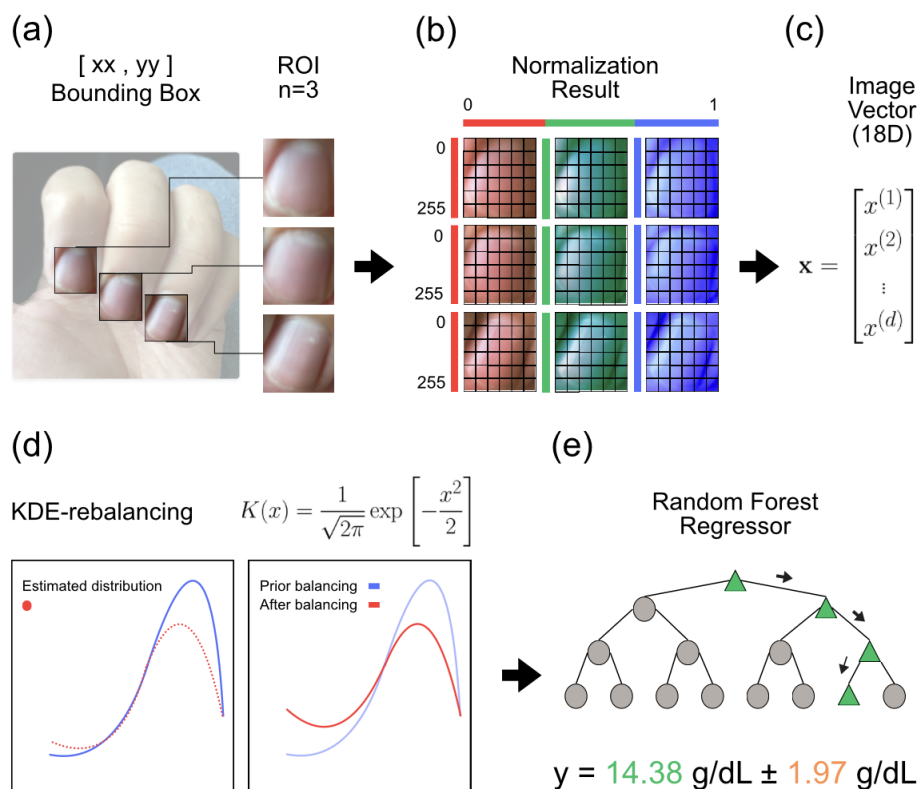 (a)
[ xx , yy ]
Bounding Box
ROI
n=3
(b)
Normalization
Result
0
1
0
255
0
255
0
255
(c)
Image
Vector
(18D)
x = [ x^(1) x^(2) ⋮ x^(d) ]
(d)
KDE-rebalancing
K(x) = 1/√2π exp [ -x²/2 ]
Estimated distribution
Prior balancing
After balancing
(e)
Random Forest
Regressor
y = 14.38 g/dL ± 1.97 g/dL